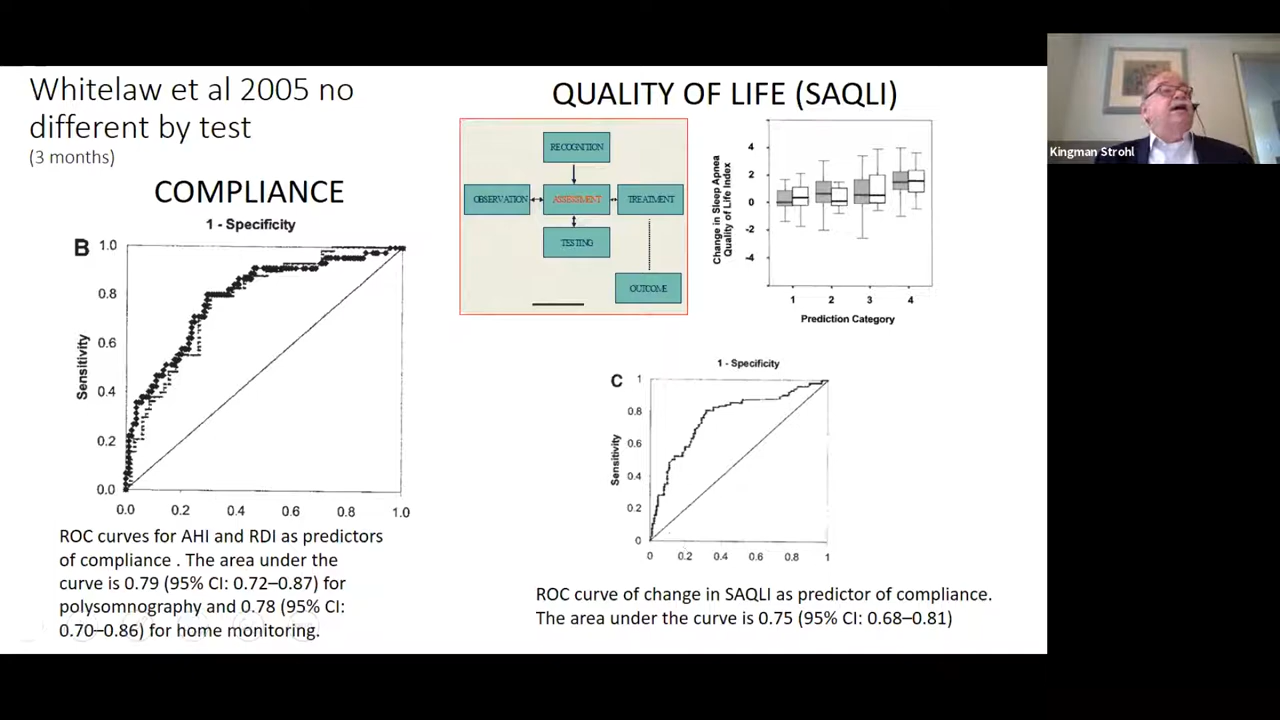 Whitelaw et al 2005 no
different by test
(3 months)
COMPLIANCE
1 - Specificity
B
1.0
0.8
0.6
0.4
0.2
0.0
Sensitivity
0.0
0.2
0.4
0.6
0.8
1.0
ROC curves for AHI and RDI as predictors
of compliance . The area under the
curve is 0.79 (95% CI: 0.72–0.87) for
polysomnography and 0.78 (95% CI:
0.70–0.86) for home monitoring.
QUALITY OF LIFE (SAQLI)
RECOGNITION
OBSERVATION
ASSESSMENT
TREATMENT
TESTING
OUTCOME
Change in Sleep Apnea
Quality of Life Index
4
2
0
-2
-4
1
2
3
4
Prediction Category
1 - Specificity
C
1
0.8
0.6
0.4
0.2
0
Sensitivity
0
0.2
0.4
0.6
0.8
1
ROC curve of change in SAQLI as predictor of compliance.
The area under the curve is 0.75 (95% CI: 0.68–0.81)
Kingman Strohl